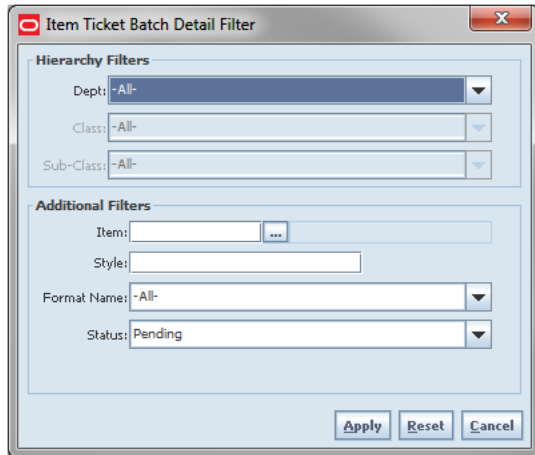 Item Ticket Batch Detail Filter
Hierarchy Filters
Dept: -All-
Class: -All-
Sub-Class: -All-
Additional Filters
Item: ...
Style:
Format Name: -All-
Status: Pending
Apply Reset Cancel